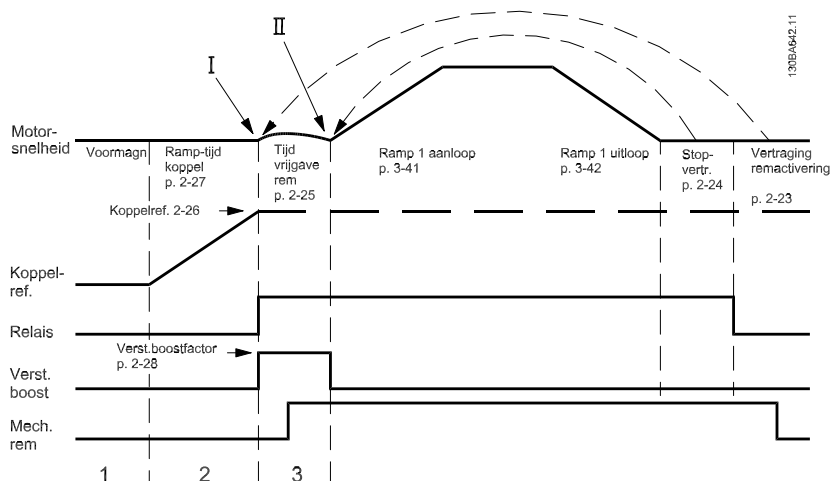 130BA642.11
I
II
Motor-
snelheid
Voormagn
Ramp-tijd
koppel
p. 2-27
Tijd
vrijgave
rem
p. 2-25
Ramp 1 aanloop
p. 3-41
Ramp 1 uitloop
p. 3-42
Stop-
vertr.
p. 2-24
Vertraging
remactivering
p. 2-23
Koppelref. 2-26
Koppel-
ref.
Relais
Verst.boostfactor
p. 2-28
Verst.
boost
Mech.
rem
1
2
3